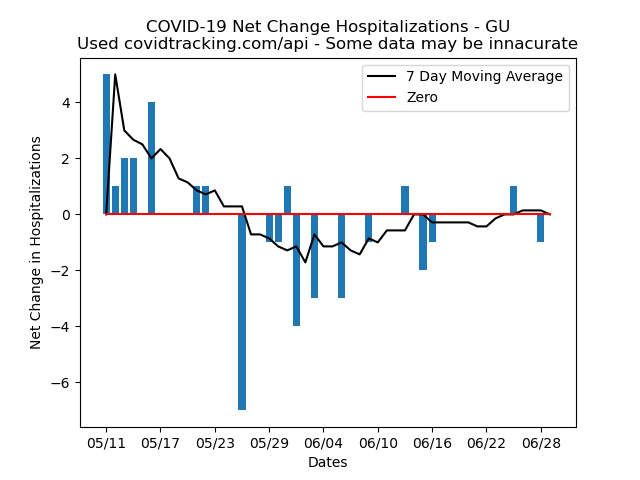 COVID-19 Net Change Hospitalizations - GU
Used covidtracking.com/api - Some data may be innacurate
7 Day Moving Average
Zero
Net Change in Hospitalizations
4
2
0
−2
−4
−6
05/11 05/17 05/23 05/29 06/04 06/10 06/16 06/22 06/28
Dates